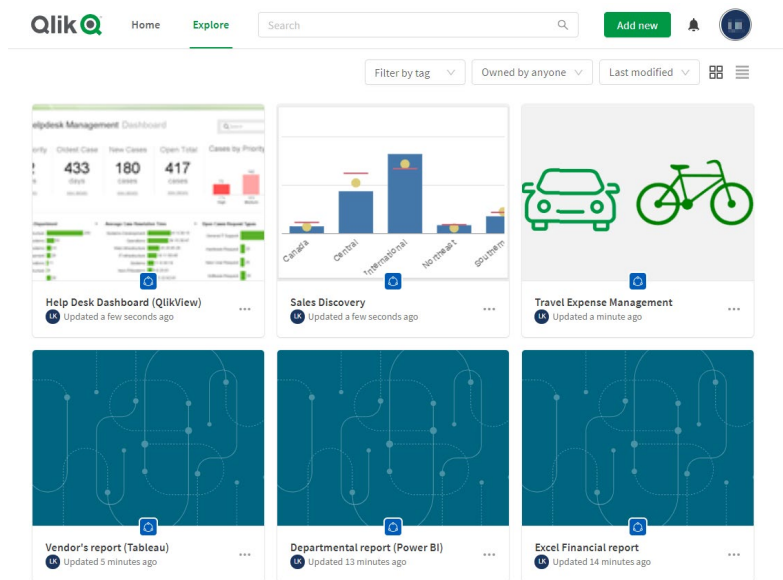 Qlik Home Explore Search Add new
Filter by tag Owned by anyone Last modified
elpdesk Management Dashboard
Oldest Case New Cases Open Total Cases by Priority
433 180 417
days cases cases
Canada Central International Northeast Southern
Help Desk Dashboard (QlikView)
LK Updated a few seconds ago
Sales Discovery
LK Updated a few seconds ago
Travel Expense Management
LK Updated a minute ago
Vendor's report (Tableau)
LK Updated 5 minutes ago
Departmental report (Power BI)
LK Updated 13 minutes ago
Excel Financial report
LK Updated 14 minutes ago